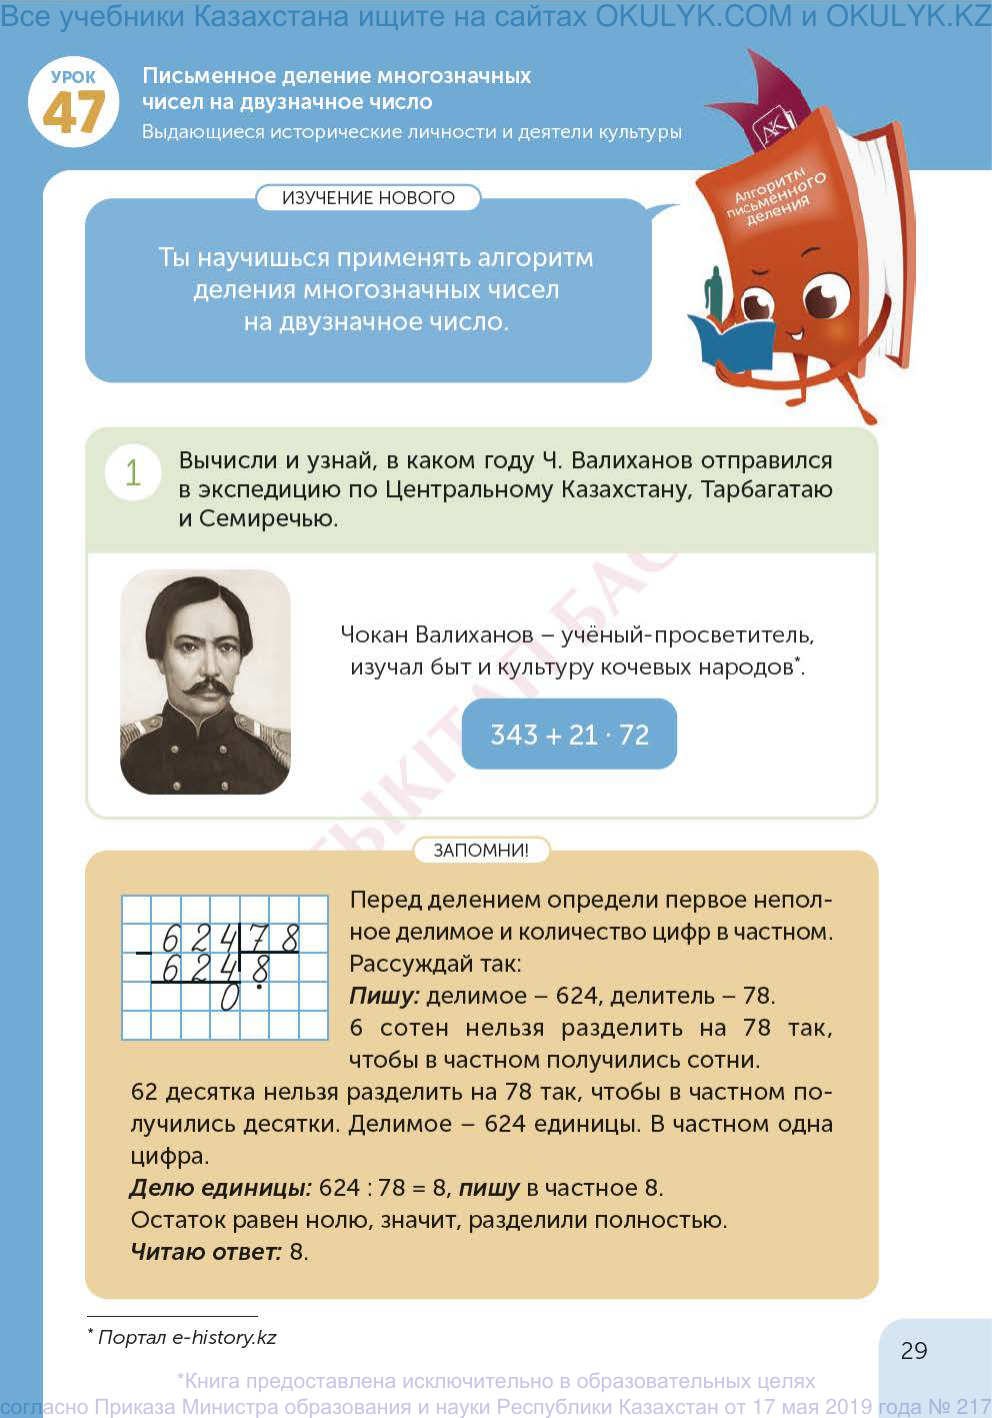 Все учебники Казахстана ищите на сайтах OKULYK.COM и OKULYK.KZ
УРОК
47
Письменное деление многозначных
чисел на двузначное число
Выдающиеся исторические личности и деятели культуры
АК
Алгоритм
письменного
деления
ИЗУЧЕНИЕ НОВОГО
Ты научишься применять алгоритм
деления многозначных чисел
на двузначное число.
1
Вычисли и узнай, в каком году Ч. Валиханов отправился
в экспедицию по Центральному Казахстану, Тарбагатаю
и Семиречью.
Чокан Валиханов – учёный-просветитель,
изучал быт и культуру кочевых народов*.
343 + 21 · 72
ЗАПОМНИ!
– 624 78
624 8.
0
Перед делением определи первое непол-
ное делимое и количество цифр в частном.
Рассуждай так:
Пишу: делимое – 624, делитель – 78.
6 сотен нельзя разделить на 78 так,
чтобы в частном получились сотни.
62 десятка нельзя разделить на 78 так, чтобы в частном по-
лучились десятки. Делимое – 624 единицы. В частном одна
цифра.
Делю единицы: 624 : 78 = 8, пишу в частное 8.
Остаток равен нолю, значит, разделили полностью.
Читаю ответ: 8.
* Портал e-history.kz
29
*Книга предоставлена исключительно в образовательных целях
согласно Приказа Министра образования и науки Республики Казахстан от 17 мая 2019 года № 217